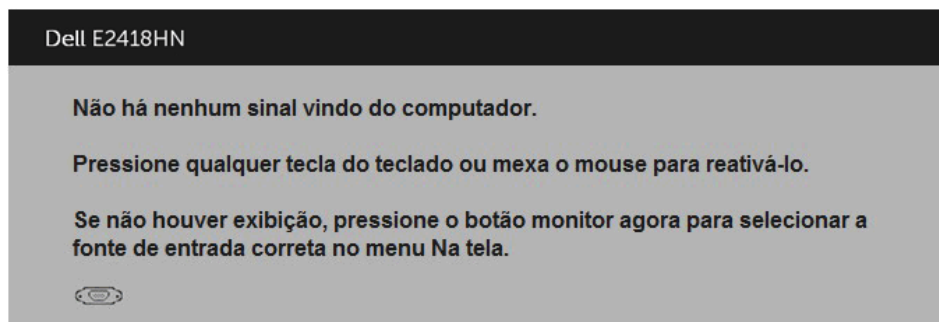 Dell E2418HN
Não há nenhum sinal vindo do computador.
Pressione qualquer tecla do teclado ou mexa o mouse para reativá-lo.
Se não houver exibição, pressione o botão monitor agora para selecionar a
fonte de entrada correta no menu Na tela.